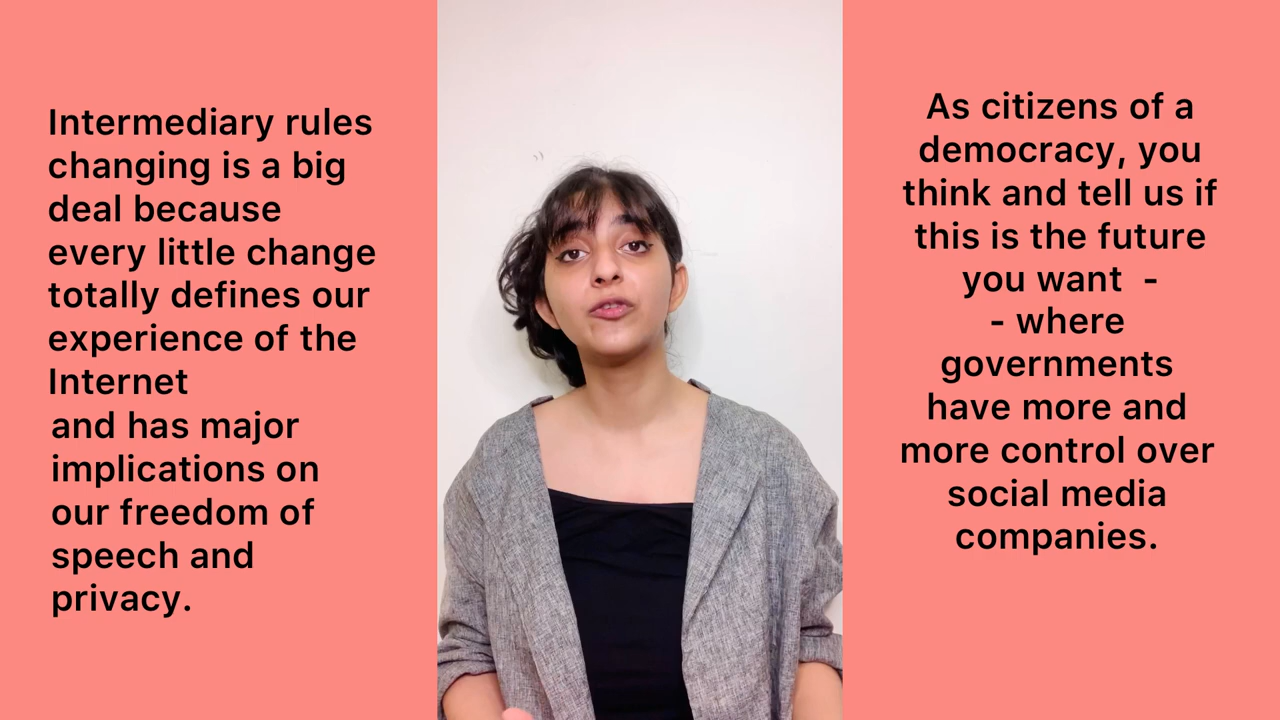 Intermediary rules
changing is a big
deal because
every little change
totally defines our
experience of the
Internet
and has major
implications on
our freedom of
speech and
privacy.
As citizens of a
democracy, you
think and tell us if
this is the future
you want -
- where
governments
have more and
more control over
social media
companies.